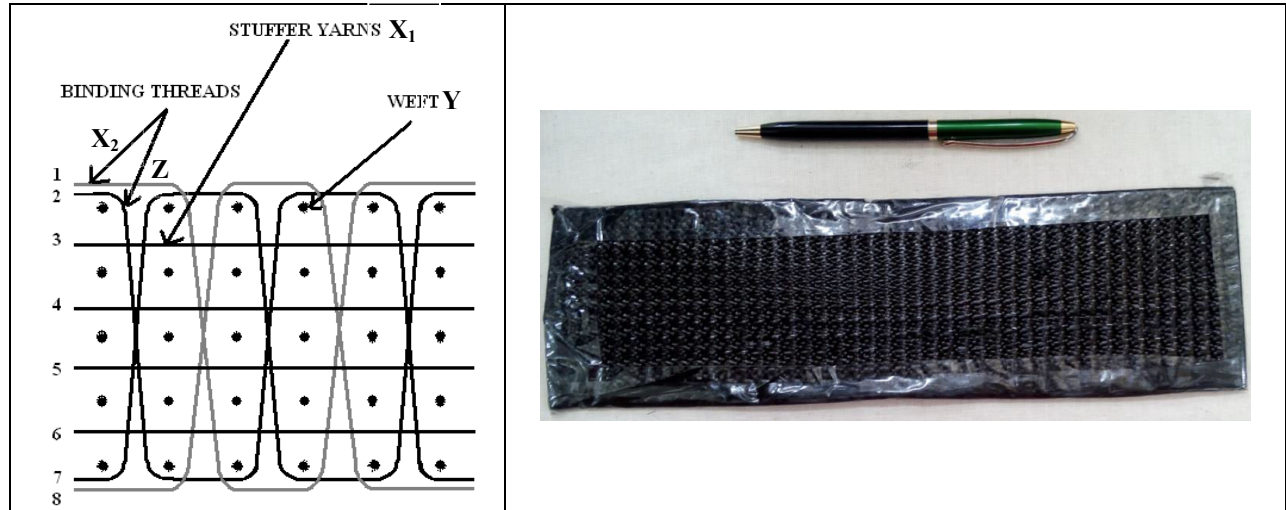 STUFFER YARNS X₁
BINDING THREADS
WEFT Y
X₂
Z
1
2
3
4
5
6
7
8